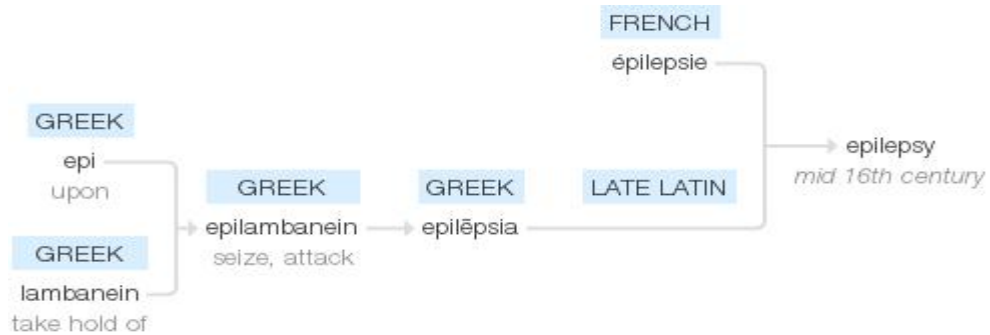 FRENCH
épilepsie
GREEK
epi
upon
GREEK
lambanein
take hold of
GREEK
epilambanein
seize, attack
GREEK
epilēpsia
LATE LATIN
epilepsy
mid 16th century